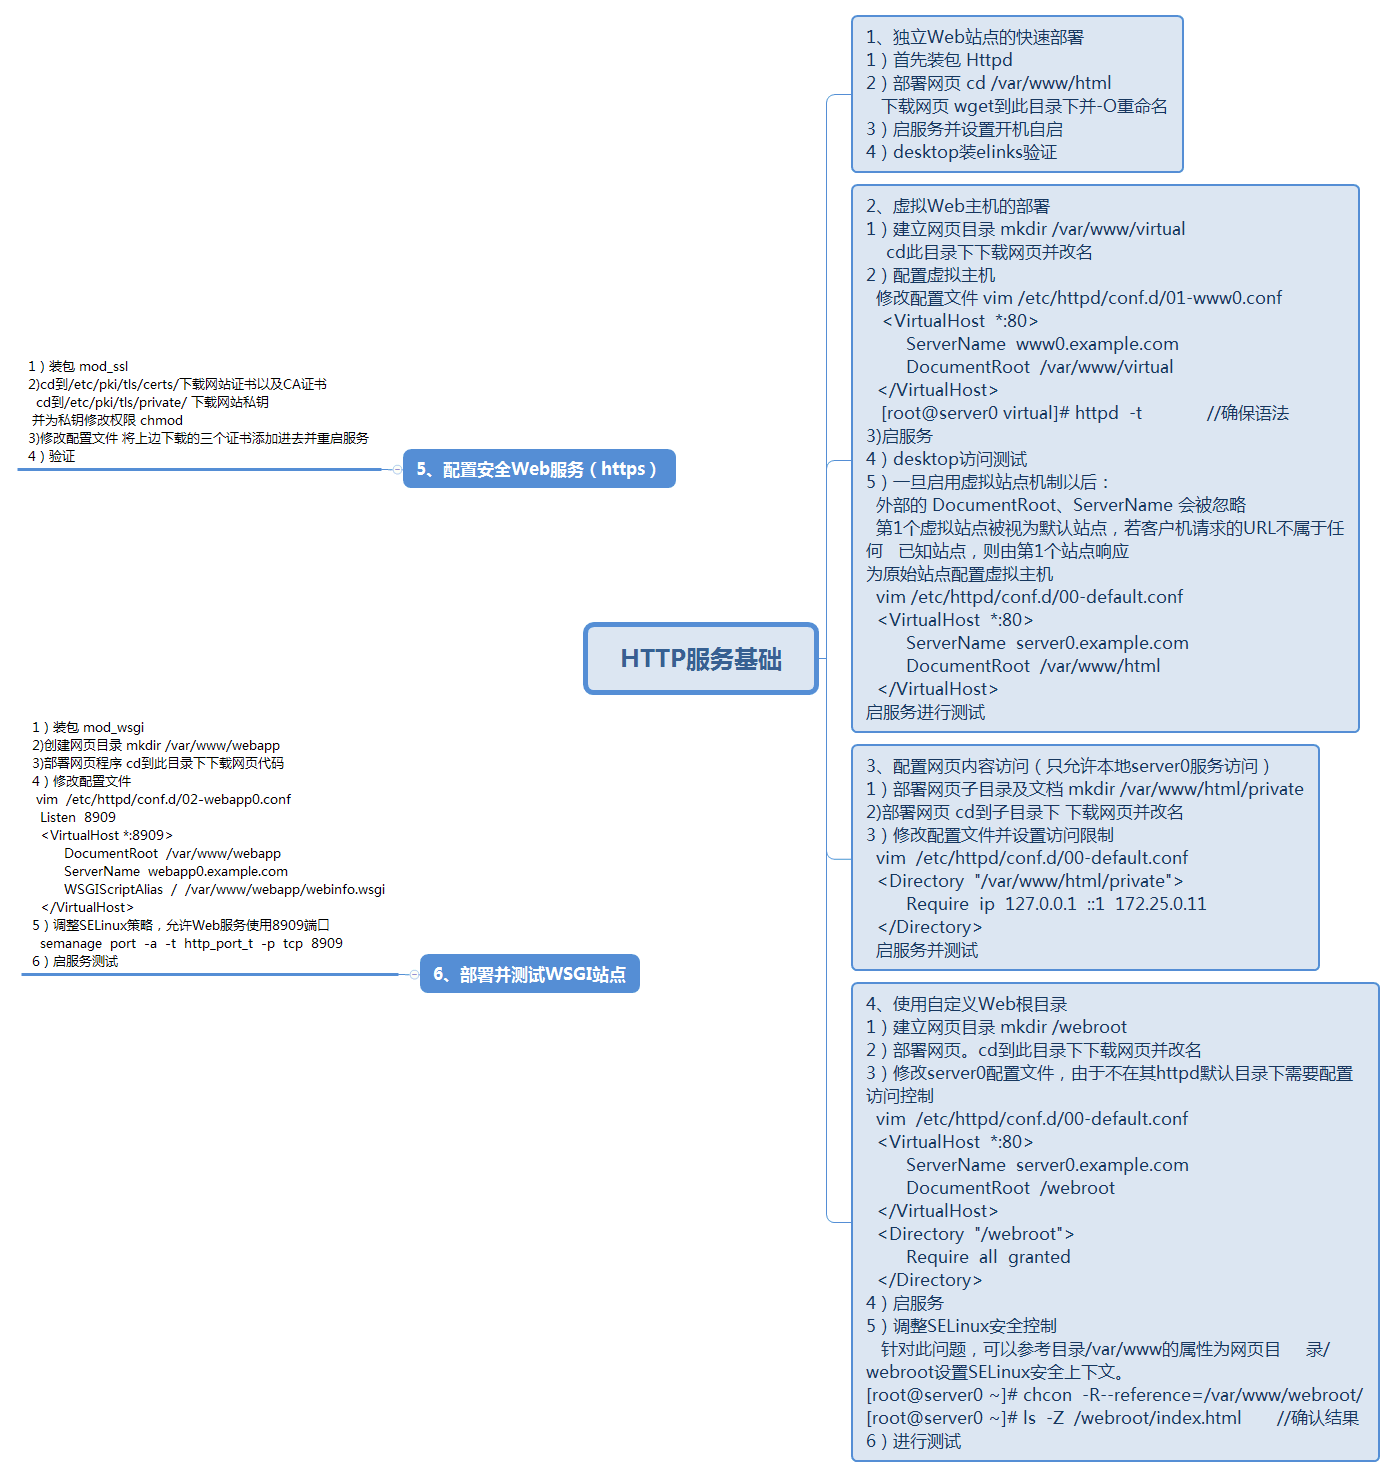 HTTP服务基础
1、独立Web站点的快速部署
1）首先装包 Httpd
2）部署网页 cd /var/www/html
下载网页 wget到此目录下并-O重命名
3）启服务并设置开机自启
4）desktop装elinks验证
2、虚拟Web主机的部署
1）建立网页目录 mkdir /var/www/virtual
cd此目录下下载网页并改名
2）配置虚拟主机
修改配置文件 vim /etc/httpd/conf.d/01-www0.conf
<VirtualHost  *:80>
ServerName  www0.example.com
DocumentRoot  /var/www/virtual
</VirtualHost>
[root@server0 virtual]# httpd  -t             //确保语法
3)启服务
4）desktop访问测试
5）一旦启用虚拟站点机制以后：
外部的 DocumentRoot、ServerName 会被忽略
第1个虚拟站点被视为默认站点，若客户机请求的URL不属于任
何   已知站点，则由第1个站点响应
为原始站点配置虚拟主机
vim /etc/httpd/conf.d/00-default.conf
<VirtualHost  *:80>
ServerName  server0.example.com
DocumentRoot  /var/www/html
</VirtualHost>
启服务进行测试
3、配置网页内容访问（只允许本地server0服务访问）
1）部署网页子目录及文档 mkdir /var/www/html/private
2)部署网页 cd到子目录下 下载网页并改名
3）修改配置文件并设置访问限制
vim  /etc/httpd/conf.d/00-default.conf
<Directory  "/var/www/html/private">
Require  ip  127.0.0.1  ::1  172.25.0.11
</Directory>
启服务并测试
4、使用自定义Web根目录
1）建立网页目录 mkdir /webroot
2）部署网页。cd到此目录下下载网页并改名
3）修改server0配置文件，由于不在其httpd默认目录下需要配置
访问控制
vim  /etc/httpd/conf.d/00-default.conf
<VirtualHost  *:80>
ServerName  server0.example.com
DocumentRoot  /webroot
</VirtualHost>
<Directory  "/webroot">
Require  all  granted
</Directory>
4）启服务
5）调整SELinux安全控制
针对此问题，可以参考目录/var/www的属性为网页目     录/
webroot设置SELinux安全上下文。
[root@server0 ~]# chcon  -R--reference=/var/www/webroot/
[root@server0 ~]# ls  -Z  /webroot/index.html       //确认结果
6）进行测试
5、配置安全Web服务（https）
1）装包 mod_ssl
2)cd到/etc/pki/tls/certs/下载网站证书以及CA证书
cd到/etc/pki/tls/private/ 下载网站私钥
并为私钥修改权限 chmod
3)修改配置文件 将上边下载的三个证书添加进去并重启服务
4）验证
6、部署并测试WSGI站点
1）装包 mod_wsgi
2)创建网页目录 mkdir /var/www/webapp
3)部署网页程序 cd到此目录下下载网页代码
4）修改配置文件
vim  /etc/httpd/conf.d/02-webapp0.conf
Listen  8909
<VirtualHost *:8909>
DocumentRoot  /var/www/webapp
ServerName  webapp0.example.com
WSGIScriptAlias  /  /var/www/webapp/webinfo.wsgi
</VirtualHost>
5）调整SELinux策略，允许Web服务使用8909端口
semanage  port  -a  -t  http_port_t  -p  tcp  8909
6）启服务测试